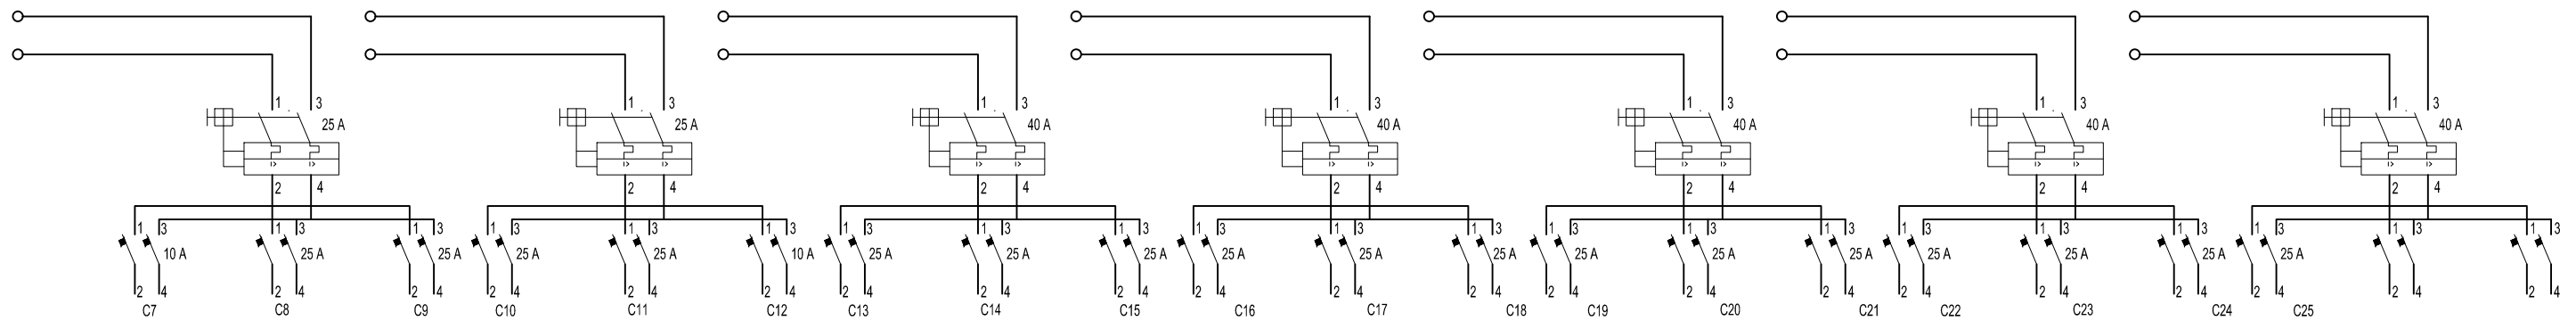 1 3 1 3 1 3 1 3 1 3 1 3 1 3
25 A 25 A 40 A 40 A 40 A 40 A 40 A
2 4 2 4 2 4 2 4 2 4 2 4 2 4
1 3 1 3 1 3 1 3 1 3 1 3 1 3 1 3 1 3 1 3 1 3 1 3 1 3 1 3 1 3 1 3 1 3 1 3 1 3 1 3 1 3
10 A 25 A 25 A 25 A 25 A 10 A 25 A 25 A 25 A 25 A 25 A 25 A 25 A 25 A 25 A 25 A 25 A 25 A 25 A
2 4 2 4 2 4 2 4 2 4 2 4 2 4 2 4 2 4 2 4 2 4 2 4 2 4 2 4 2 4 2 4 2 4 2 4 2 4 2 4 2 4
C7 C8 C9 C10 C11 C12 C13 C14 C15 C16 C17 C18 C19 C20 C21 C22 C23 C24 C25